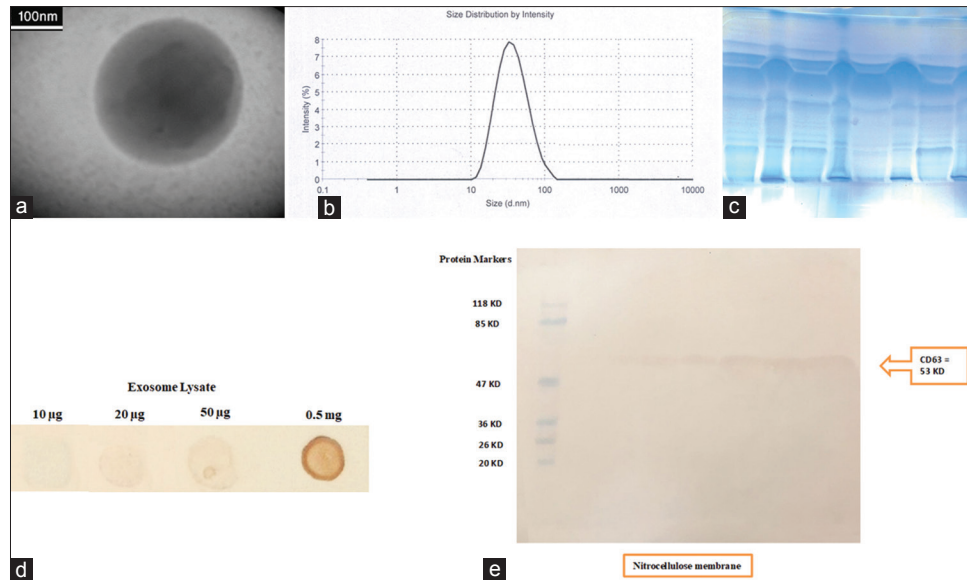 100nm
a
Size Distribution by Intensity
Intensity (%)
8
7
6
5
4
3
2
1
0
0.1 1 10 100 1000 10000
Size (d.nm)
b
c
Exosome Lysate
10 µg 20 µg 50 µg 0.5 mg
d
Protein Markers
118 KD
85 KD
47 KD
36 KD
26 KD
20 KD
CD63 =
53 KD
Nitrocellulose membrane
e